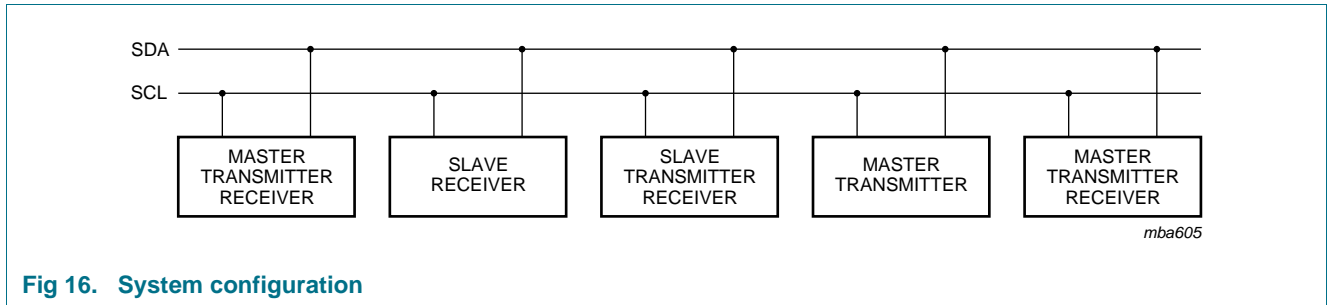 SDA
SCL
MASTER
TRANSMITTER
RECEIVER
SLAVE
RECEIVER
SLAVE
TRANSMITTER
RECEIVER
MASTER
TRANSMITTER
MASTER
TRANSMITTER
RECEIVER
mba605
Fig 16. System configuration